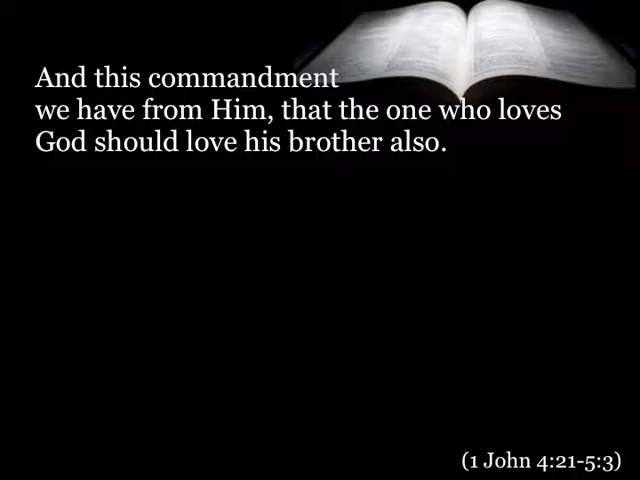 And this commandment
we have from Him, that the one who loves
God should love his brother also.
(1 John 4:21-5:3)